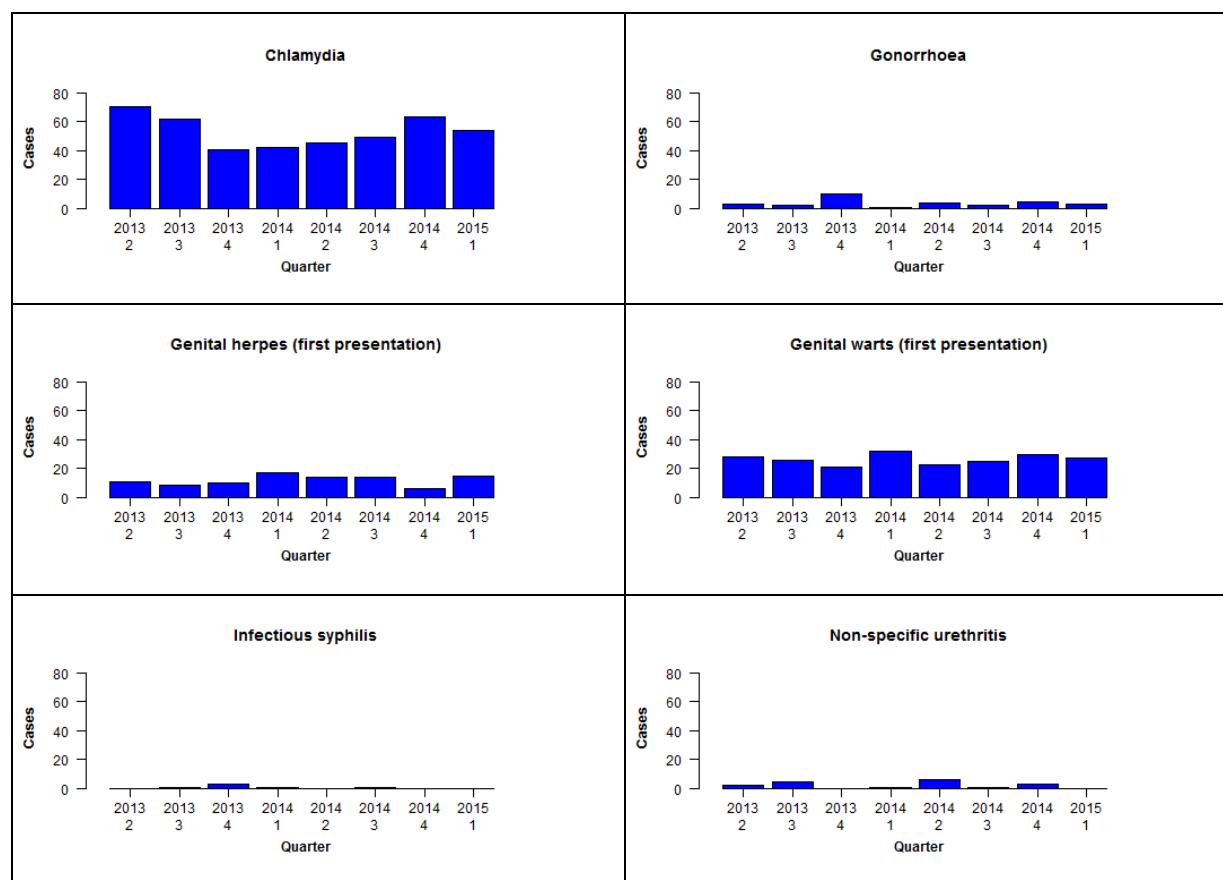 Chlamydia
80
60
40
20
0
Cases
2013 2013 2013 2014 2014 2014 2014 2015
2 3 4 1 2 3 4 1
Quarter
Gonorrhoea
80
60
40
20
0
Cases
2013 2013 2013 2014 2014 2014 2014 2015
2 3 4 1 2 3 4 1
Quarter
Genital herpes (first presentation)
80
60
40
20
0
Cases
2013 2013 2013 2014 2014 2014 2014 2015
2 3 4 1 2 3 4 1
Quarter
Genital warts (first presentation)
80
60
40
20
0
Cases
2013 2013 2013 2014 2014 2014 2014 2015
2 3 4 1 2 3 4 1
Quarter
Infectious syphilis
80
60
40
20
0
Cases
2013 2013 2013 2014 2014 2014 2014 2015
2 3 4 1 2 3 4 1
Quarter
Non-specific urethritis
80
60
40
20
0
Cases
2013 2013 2013 2014 2014 2014 2014 2015
2 3 4 1 2 3 4 1
Quarter